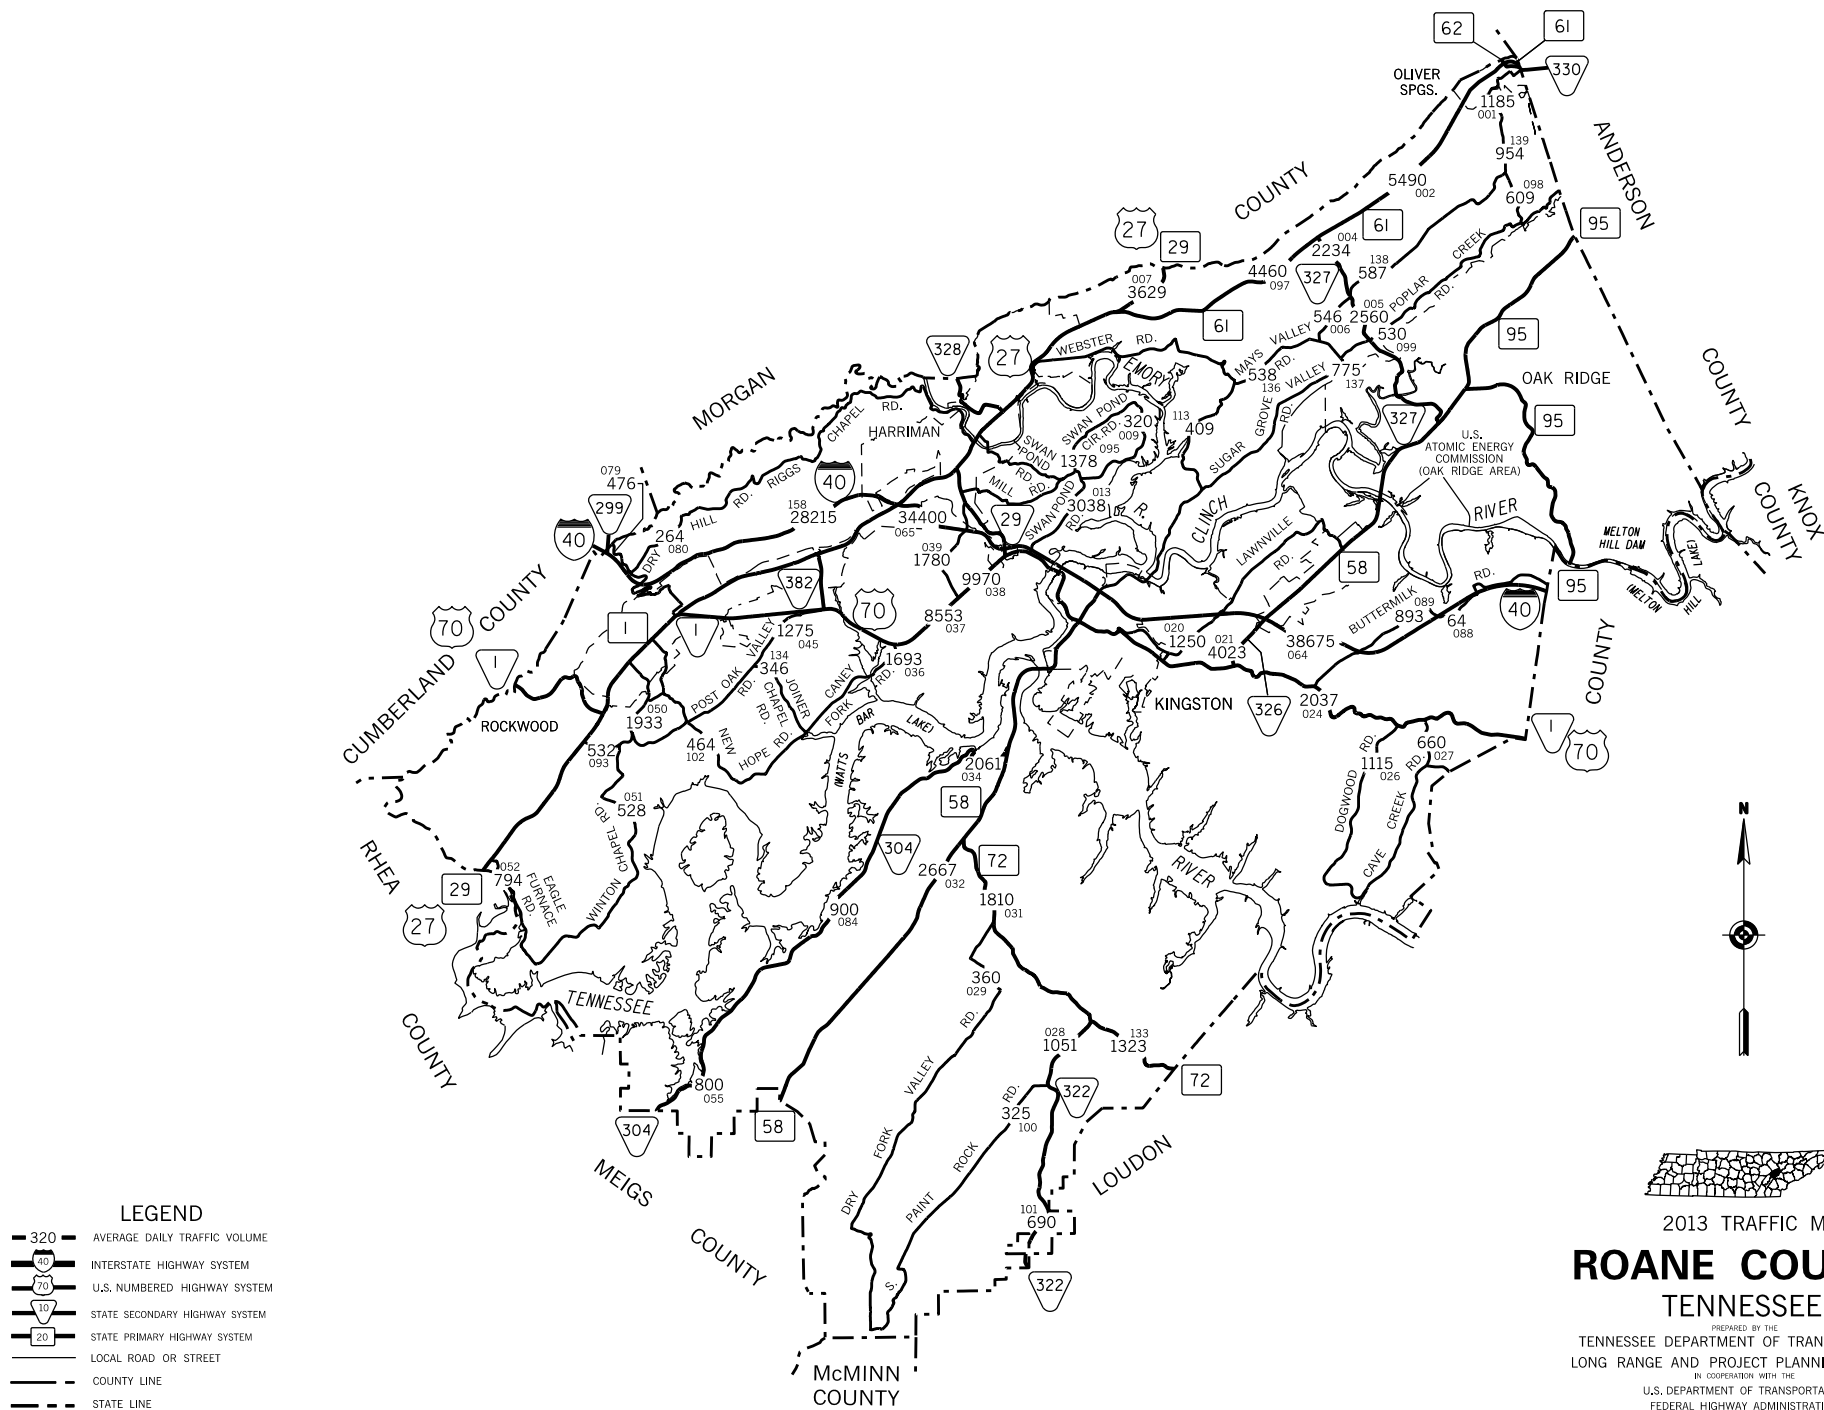 62
61
330
OLIVER
SPGS.
1185
001
139
954
ANDERSON
COUNTY
5490
002
098
609
COUNTY
27
29
61
95
004
2234
4460
097
327
138
587
POPLAR CREEK
RD.
007
3629
005
2560
546
006
530
099
61
95
328
27
WEBSTER RD.
EMORY
R.
MAYS VALLEY
RD.
538
136
775
137
OAK RIDGE
COUNTY
MORGAN
CHAPEL
RD.
HARRIMAN
SWAN POND
CIR.RD.
320
009
113
409
GROVE VALLEY
RD.
SUGAR
327
95
U.S.
ATOMIC ENERGY
COMMISSION
(OAK RIDGE AREA)
SWAN
POND
RD.
1378
095
079
476
299
HILL RD. RIGGS
40
MILL RD.
013
3038
SWAN POND
RD.
CLINCH
RIVER
KNOX
COUNTY
158
28215
34400
065
29
264
080
DRY
40
LAWNVILLE
RD.
MELTON
HILL DAM
LAKE)
(MELTON
HILL
039
1780
9970
038
58
95
382
70
RD.
BUTTERMILK
089
893
64
088
40
COUNTY
70
CUMBERLAND
1
1
1
8553
037
020
1250
021
4023
38675
064
VALLEY
1275
045
134
346
POST OAK
RD.
JOINER
CHAPEL
RD.
CANEY
FORK
RD.
1693
036
COUNTY
KINGSTON
326
2037
024
050
1933
ROCKWOOD
BAR
LAKE)
(WATTS
NEW
HOPE RD.
464
102
532
093
1
70
660
027
RD.
1115
026
RD.
DOGWOOD
CAVE CREEK
2061
034
58
051
528
WINTON CHAPEL RD.
304
72
N
RHEA
COUNTY
29
27
052
794
EAGLE
FURNACE
RD.
2667
032
RIVER
1810
031
900
084
360
029
TENNESSEE
DRY FORK VALLEY RD.
028
1051
133
1323
72
322
800
055
304
58
325
100
S. PAINT ROCK RD.
LOUDON
MEIGS
COUNTY
101
690
322
McMINN
COUNTY
LEGEND
320 AVERAGE DAILY TRAFFIC VOLUME
40 INTERSTATE HIGHWAY SYSTEM
70 U.S. NUMBERED HIGHWAY SYSTEM
10 STATE SECONDARY HIGHWAY SYSTEM
20 STATE PRIMARY HIGHWAY SYSTEM
LOCAL ROAD OR STREET
COUNTY LINE
STATE LINE
2013 TRAFFIC M
ROANE COU
TENNESSEE
PREPARED BY THE
TENNESSEE DEPARTMENT OF TRAN
LONG RANGE AND PROJECT PLANNI
IN COOPERATION WITH THE
U.S. DEPARTMENT OF TRANSPORTA
FEDERAL HIGHWAY ADMINISTRATI